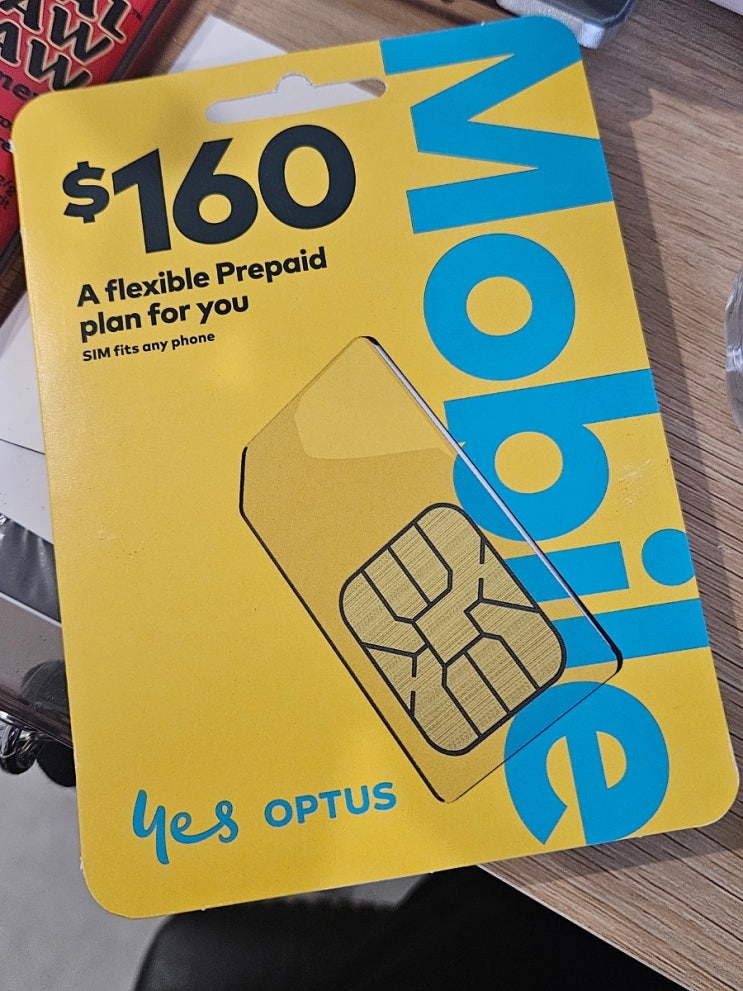 $160
A flexible Prepaid
plan for you
SIM fits any phone
Mobile
yes OPTUS